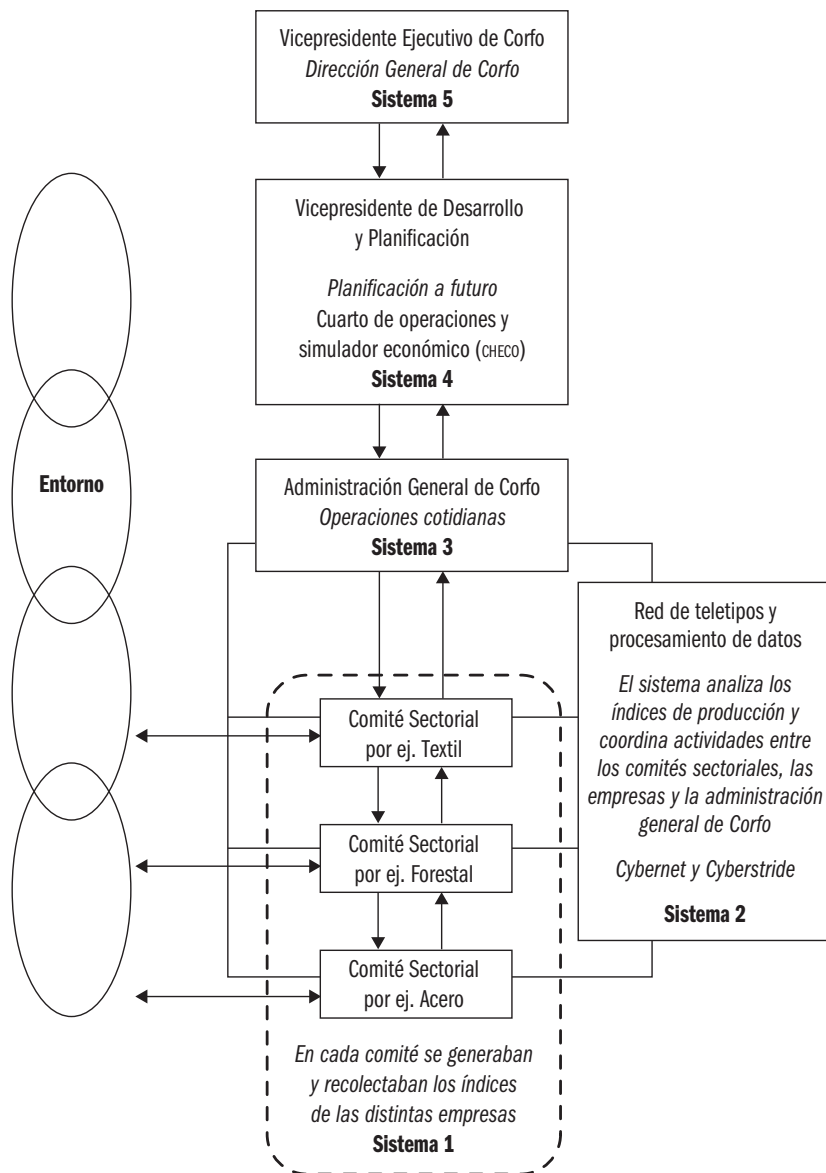 Vicepresidente Ejecutivo de Corfo
Dirección General de Corfo
Sistema 5
Vicepresidente de Desarrollo
y Planificación
Planificación a futuro
Cuarto de operaciones y
simulador económico (CHECO)
Sistema 4
Entorno
Administración General de Corfo
Operaciones cotidianas
Sistema 3
Red de teletipos y
procesamiento de datos
El sistema analiza los
índices de producción y
coordina actividades entre
los comités sectoriales, las
empresas y la administración
general de Corfo
Cybernet y Cyberstride
Sistema 2
Comité Sectorial
por ej. Textil
Comité Sectorial
por ej. Forestal
Comité Sectorial
por ej. Acero
En cada comité se generaban
y recolectaban los índices
de las distintas empresas
Sistema 1